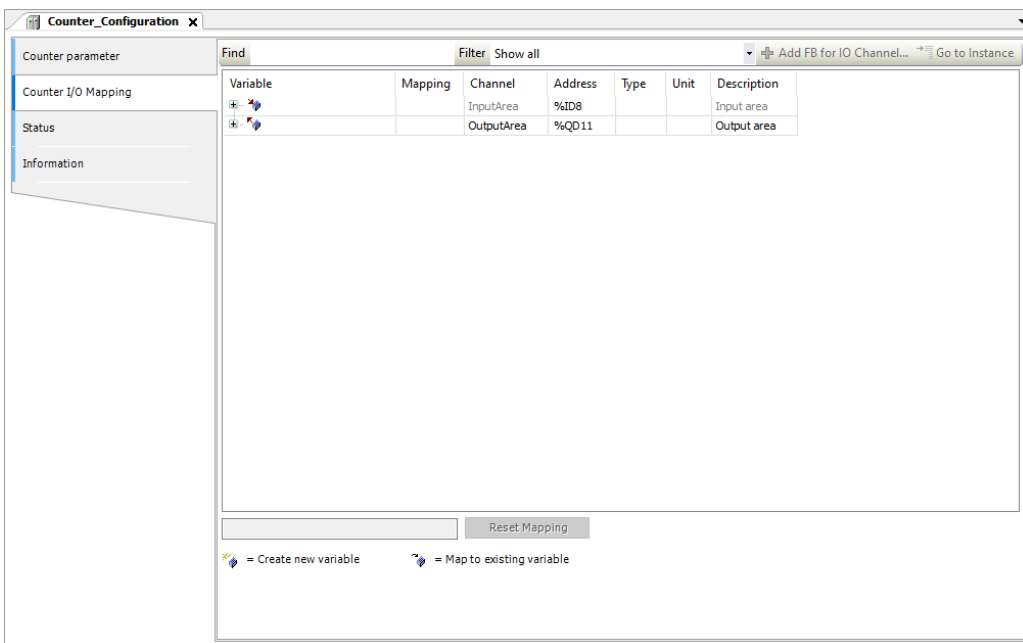 Counter_Configuration X
Counter parameter
Counter I/O Mapping
Status
Information
Find Filter Show all Add FB for IO Channel... Go to Instance
Variable Mapping Channel Address Type Unit Description
InputArea %ID8 Input area
OutputArea %QD11 Output area
Reset Mapping
= Create new variable = Map to existing variable